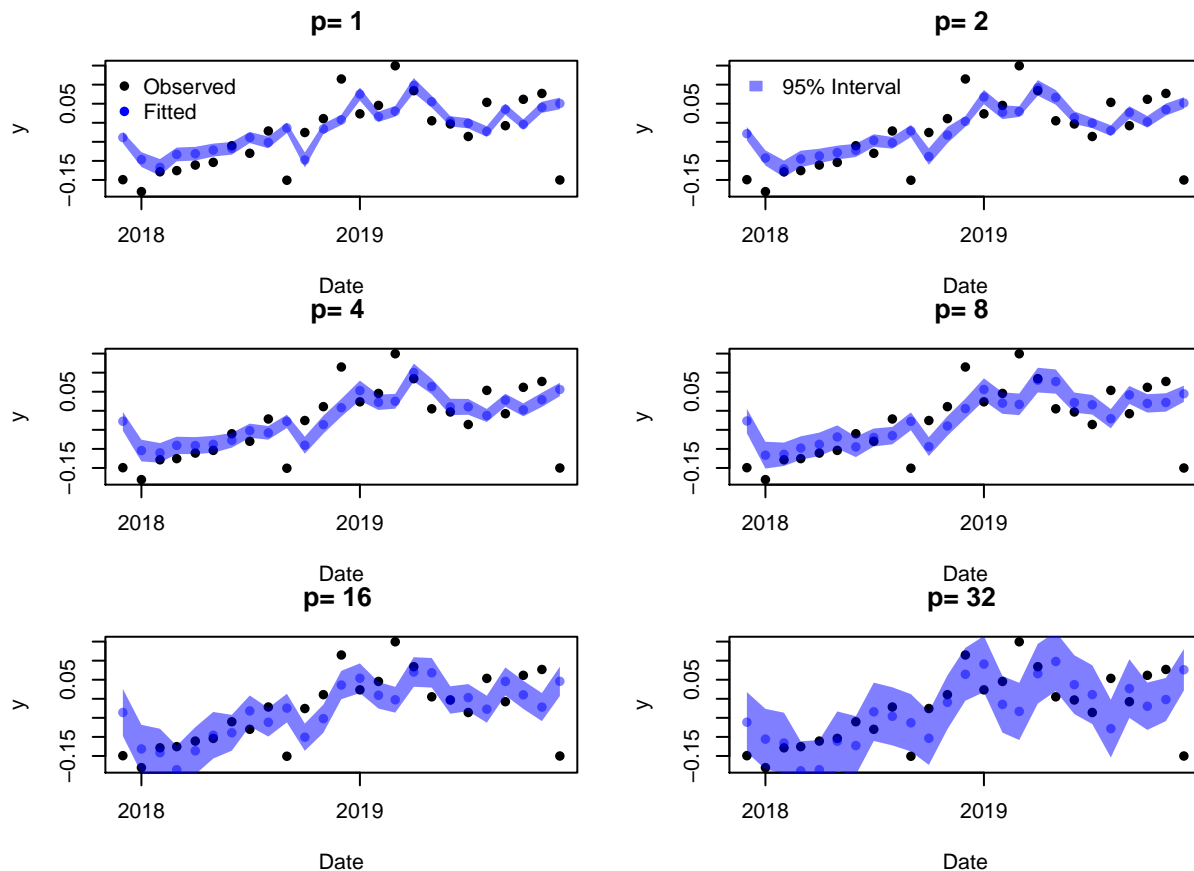 p= 1
y
0.05
−0.15
Observed
Fitted
2018
2019
Date
p= 2
y
0.05
−0.15
95% Interval
2018
2019
Date
p= 4
y
0.05
−0.15
2018
2019
Date
p= 8
y
0.05
−0.15
2018
2019
Date
p= 16
y
0.05
−0.15
2018
2019
Date
p= 32
y
0.05
−0.15
2018
2019
Date